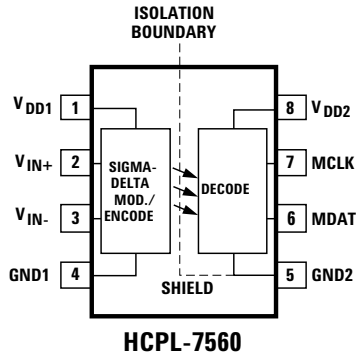 ISOLATION
BOUNDARY
VDD1 1
8 VDD2
VIN+ 2
7 MCLK
SIGMA-
DELTA
MOD./
ENCODE
DECODE
VIN- 3
6 MDAT
GND1 4
5 GND2
SHIELD
HCPL-7560